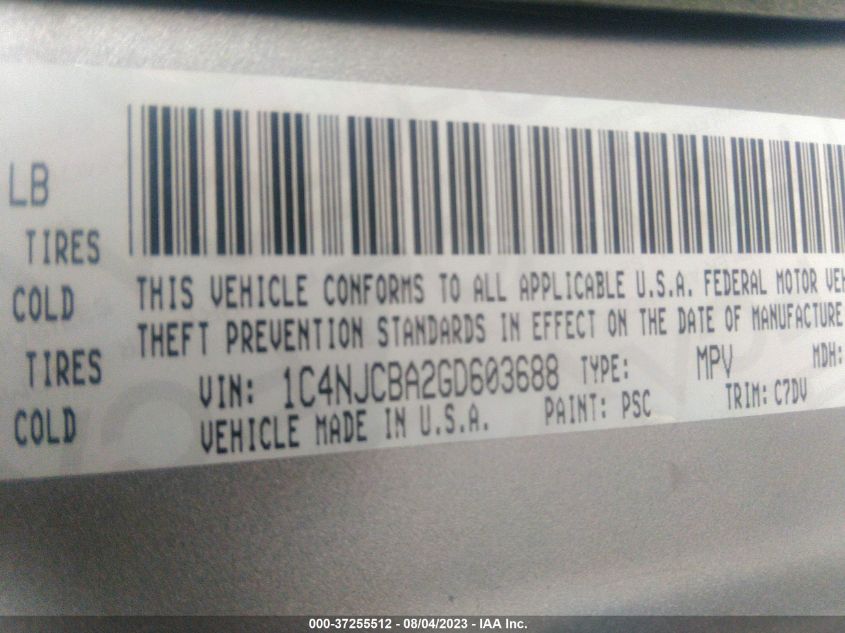 LB
TIRES
COLD
TIRES
COLD
THIS VEHICLE CONFORMS TO ALL APPLICABLE U.S.A. FEDERAL MOTOR VEH
THEFT PREVENTION STANDARDS IN EFFECT ON THE DATE OF MANUFACTURE
VIN: 1C4NJCBA2GD603688 TYPE: MPV MDH:
VEHICLE MADE IN U.S.A. PAINT: PSC TRIM: C7DV
000-37255512 - 08/04/2023 - IAA Inc.